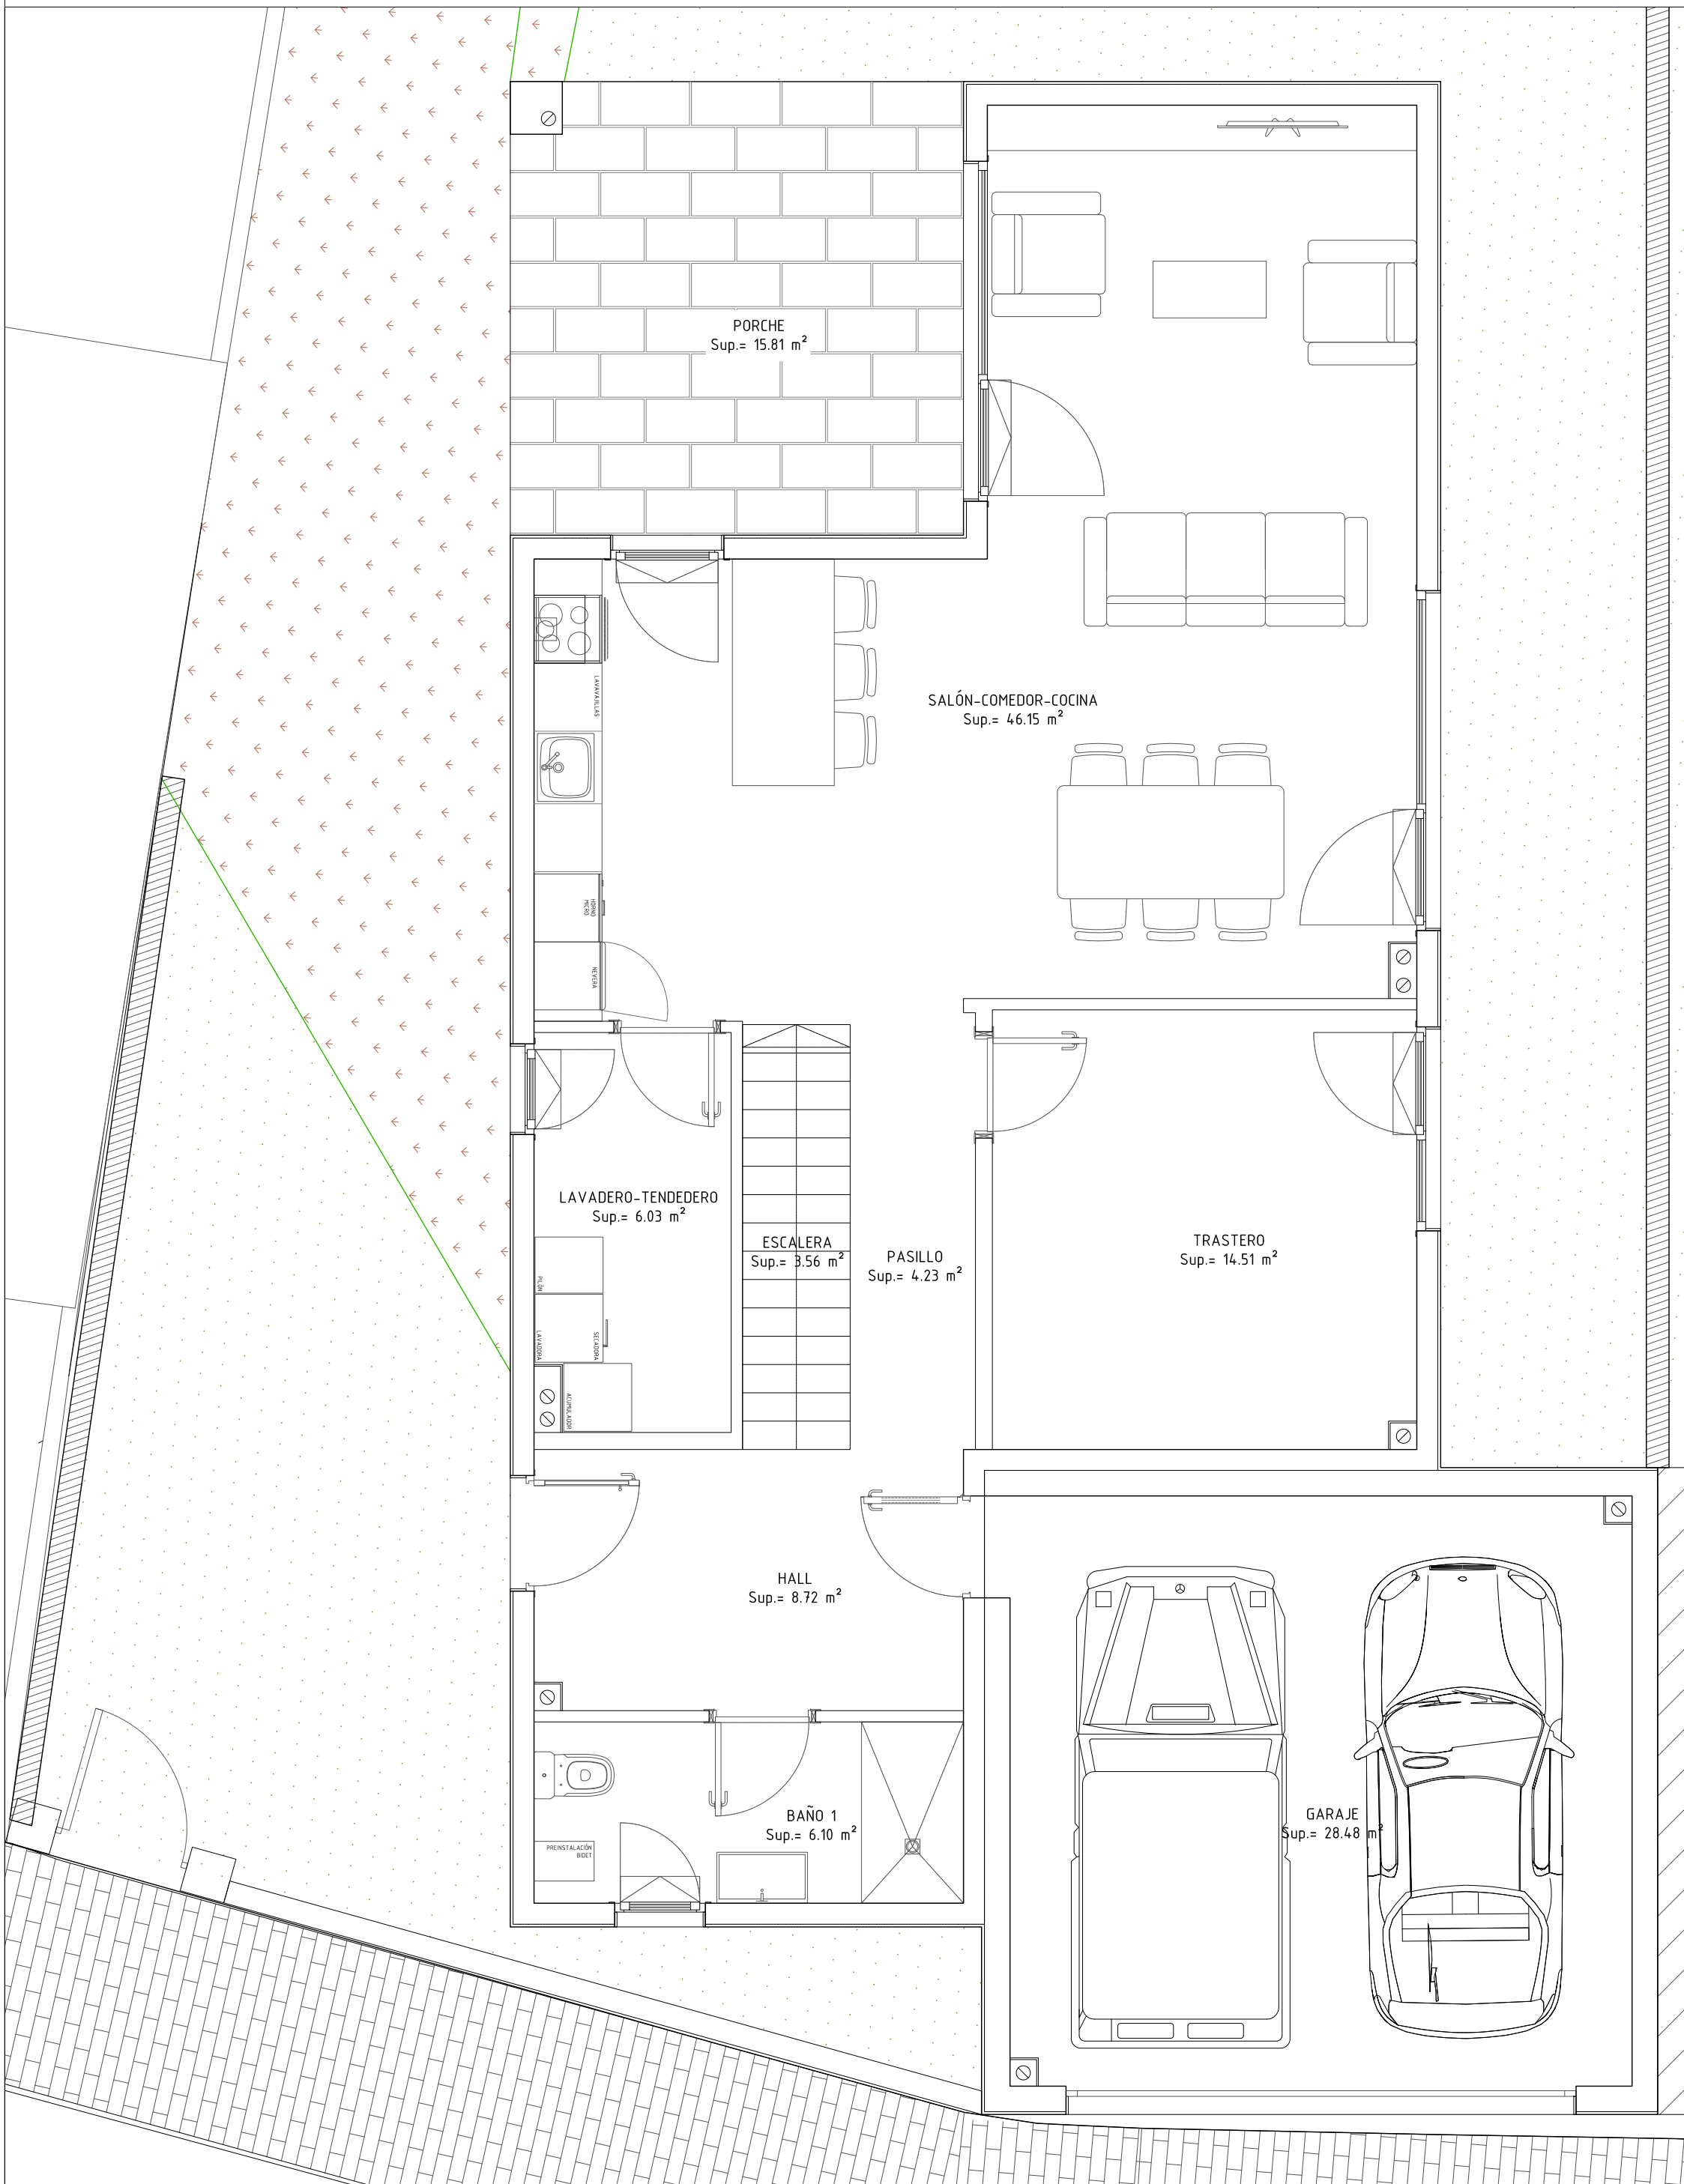 PORCHE
Sup.= 15.81 m²
SALÓN-COMEDOR-COCINA
Sup.= 46.15 m²
LAVAVAJILLAS
HORNO
MICRO
NEVERA
LAVADERO-TENDEDERO
Sup.= 6.03 m²
ESCALERA
Sup.= 3.56 m²
PASILLO
Sup.= 4.23 m²
TRASTERO
Sup.= 14.51 m²
PILÓN
LAVADORA
SECADORA
ACUMULADOR
HALL
Sup.= 8.72 m²
BAÑO 1
Sup.= 6.10 m²
PREINSTALACIÓN
BIDET
GARAJE
Sup.= 28.48 m²